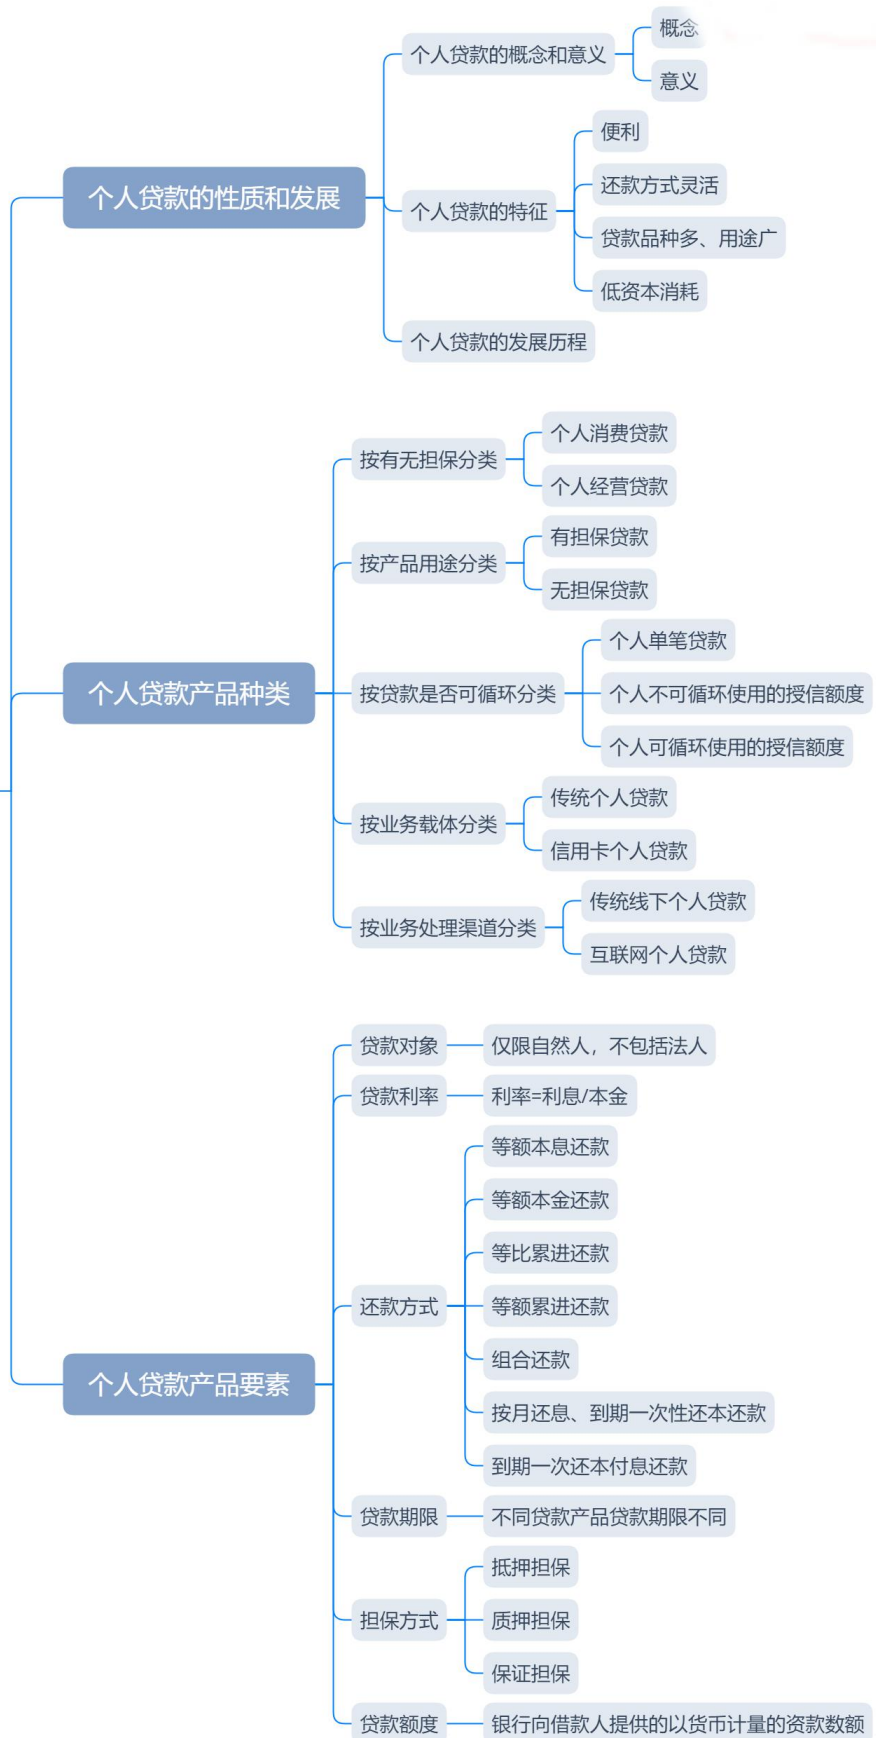 概念
个人贷款的概念和意义
意义
便利
还款方式灵活
个人贷款的性质和发展
个人贷款的特征
贷款品种多、用途广
低资本消耗
个人贷款的发展历程
个人消费贷款
按有无担保分类
个人经营贷款
有担保贷款
按产品用途分类
无担保贷款
个人单笔贷款
个人贷款产品种类
按贷款是否可循环分类
个人不可循环使用的授信额度
个人可循环使用的授信额度
传统个人贷款
按业务载体分类
信用卡个人贷款
传统线下个人贷款
按业务处理渠道分类
互联网个人贷款
贷款对象
仅限自然人，不包括法人
贷款利率
利率=利息/本金
等额本息还款
等额本金还款
等比累进还款
还款方式
等额累进还款
组合还款
个人贷款产品要素
按月还息、到期一次性还本还款
到期一次还本付息还款
贷款期限
不同贷款产品贷款期限不同
抵押担保
担保方式
质押担保
保证担保
贷款额度
银行向借款人提供的以货币计量的资款数额